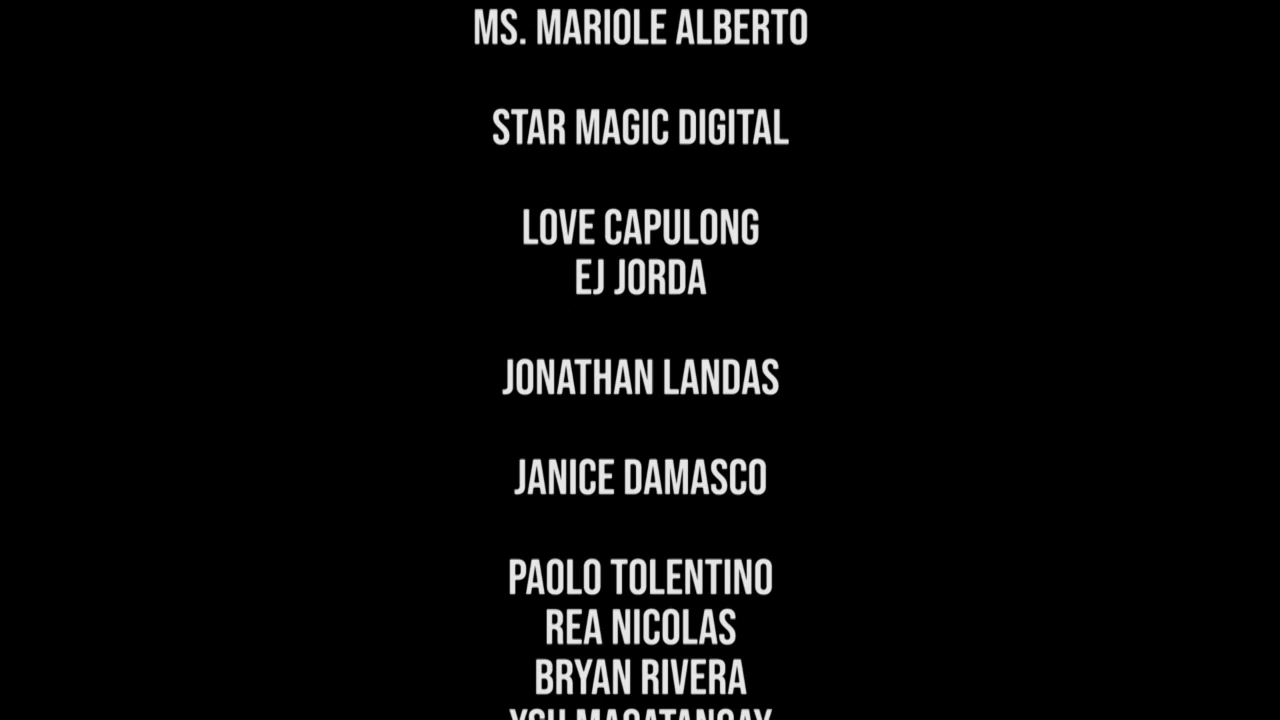 MS. MARIOLE ALBERTO
STAR MAGIC DIGITAL
LOVE CAPULONG
EJ JORDA
JONATHAN LANDAS
JANICE DAMASCO
PAOLO TOLENTINO
REA NICOLAS
BRYAN RIVERA